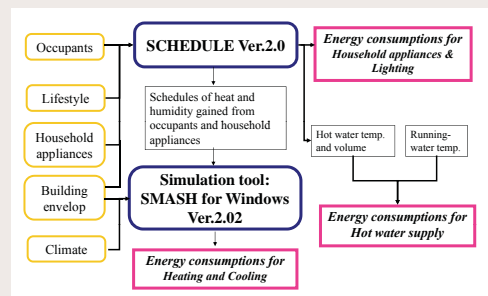 Occupants
Lifestyle
Household
appliances
Building
envelop
Climate
SCHEDULE Ver.2.0
Schedules of heat and
humidity gained from
occupants and household
appliances
Simulation tool:
SMASH for Windows
Ver.2.02
Energy consumptions for
Heating and Cooling
Energy consumptions for
Household appliances &
Lighting
Hot water temp.
and volume
Running-
water temp.
Energy consumptions for
Hot water supply